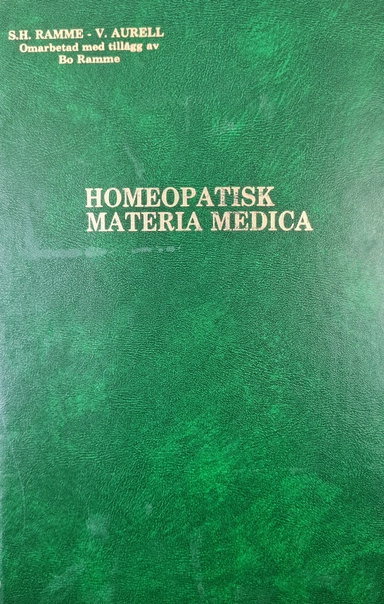 S.H. RAMME - V. AURELL
Omarbetad med tillägg av
Bo Ramme
HOMEOPATISK
MATERIA MEDICA